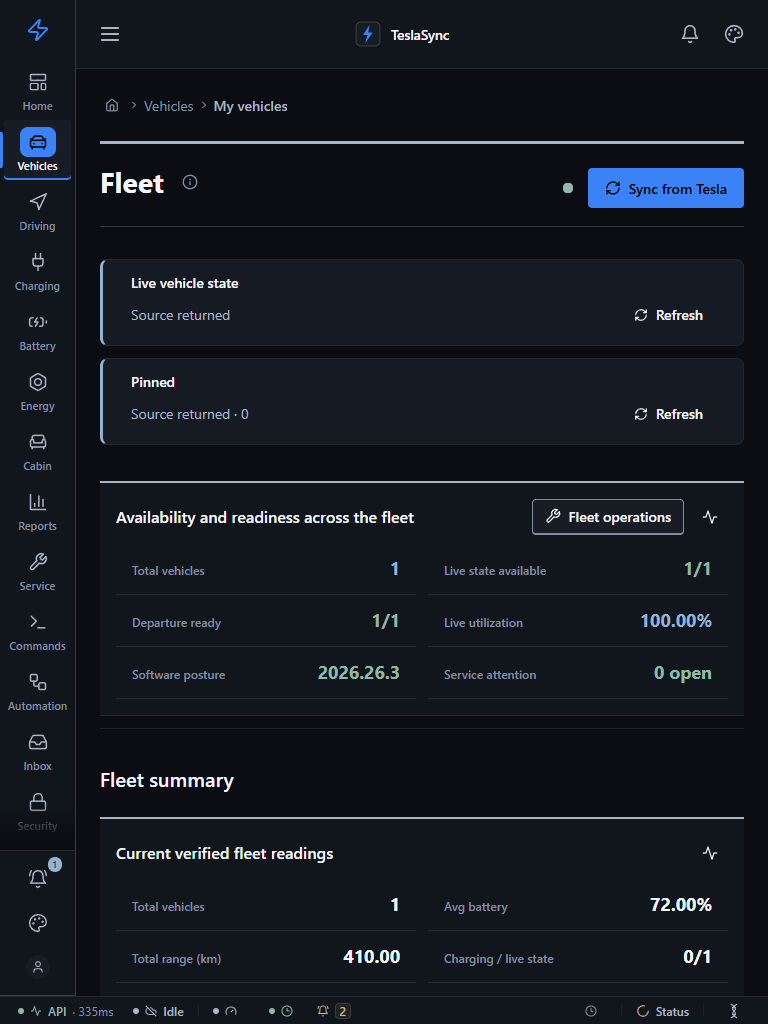 TeslaSync
Home
Vehicles
Driving
Charging
Battery
Energy
Cabin
Reports
Service
Commands
Automation
Inbox
Security
1
Vehicles
My vehicles
Fleet
Sync from Tesla
Live vehicle state
Source returned
Refresh
Pinned
Source returned · 0
Refresh
Availability and readiness across the fleet
Fleet operations
Total vehicles 1
Live state available 1/1
Departure ready 1/1
Live utilization 100.00%
Software posture 2026.26.3
Service attention 0 open
Fleet summary
Current verified fleet readings
Total vehicles 1
Avg battery 72.00%
Total range (km) 410.00
Charging / live state 0/1
API · 335ms
Idle
2
Status